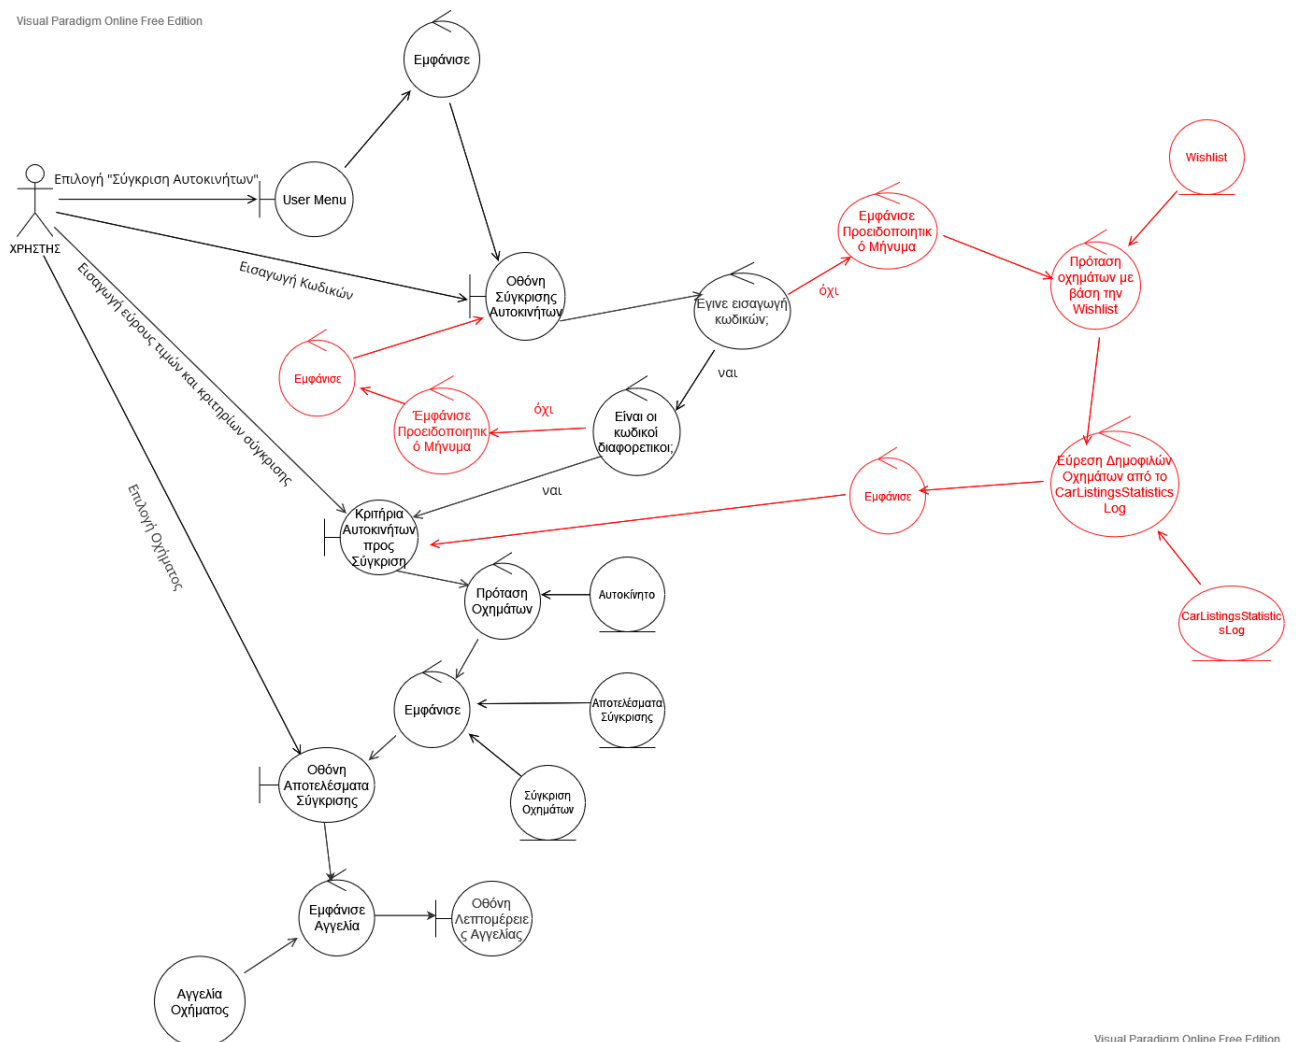 Visual Paradigm Online Free Edition
Εμφάνισε
Wishlist
Επιλογή "Σύγκριση Αυτοκινήτων"
User Menu
ΧΡΗΣΤΗΣ
Εμφάνισε
Προειδοποιητικ
ό Μήνυμα
Πρόταση
οχημάτων με
βάση την
Wishlist
Εισαγωγή Κωδικών
Οθόνη
Σύγκρισης
Αυτοκινήτων
Έγινε εισαγωγή
κωδικών;
όχι
Εισαγωγή εύρους τιμών και κριτηρίων σύγκρισης
Εμφάνισε
ναι
Έμφάνισε
Προειδοποιητικ
ό Μήνυμα
όχι
Είναι οι
κωδικοί
διαφορετικοι;
Εύρεση Δημοφιλών
Οχημάτων από το
CarListingsStatistics
Log
Εμφάνισε
ναι
Επιλογή Οχήματος
Κριτήρια
Αυτοκινήτων
προς
Σύγκριση
Πρόταση
Οχημάτων
Αυτοκίνητο
CarListingsStatistic
sLog
Εμφάνισε
Αποτελέσματα
Σύγκρισης
Οθόνη
Αποτελέσματα
Σύγκρισης
Σύγκριση
Οχημάτων
Εμφάνισε
Αγγελία
Οθόνη
Λεπτομέρειε
ς Αγγελίας
Αγγελία
Οχήματος
Visual Paradigm Online Free Edition